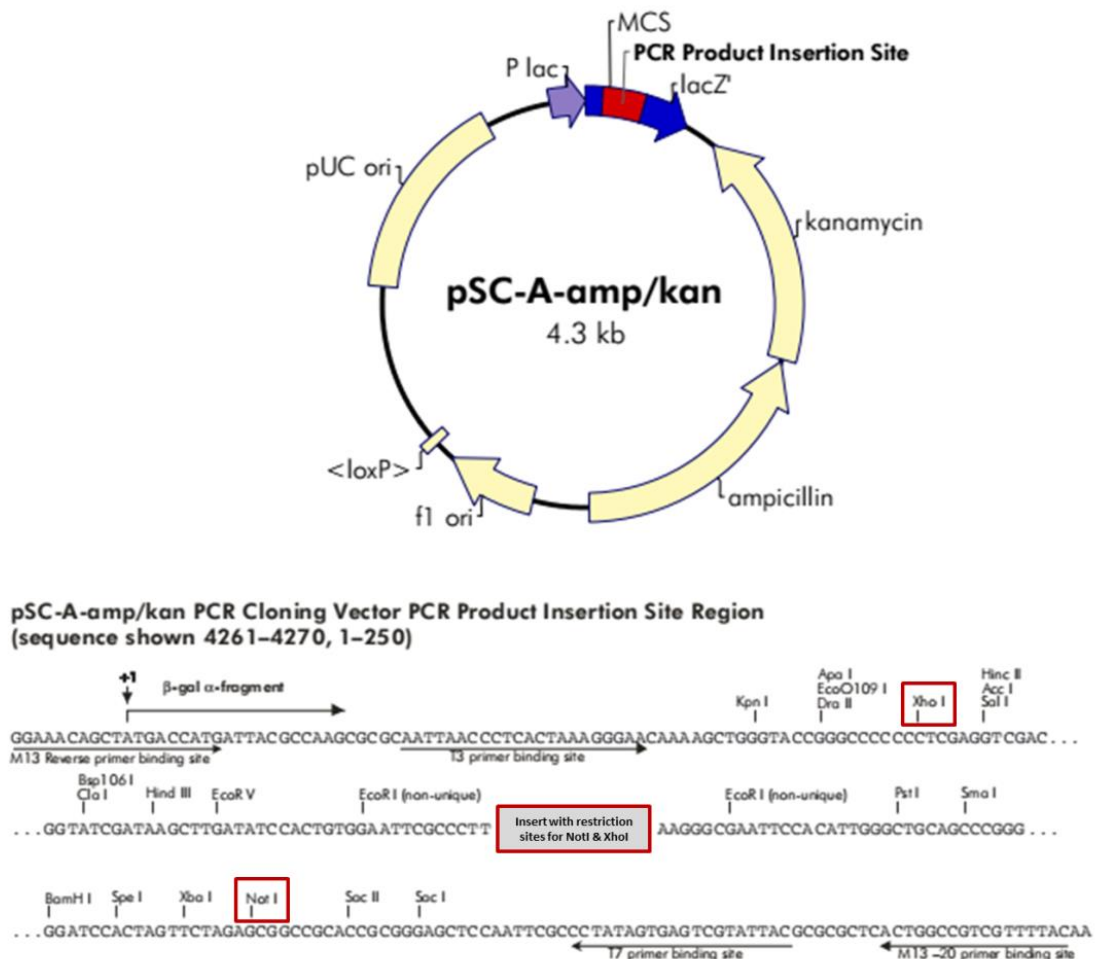 MCS
PCR Product Insertion Site
P lac
lacZ'
pUC ori
kanamycin
pSC-A-amp/kan
4.3 kb
<loxP>
f1 ori
ampicillin
pSC-A-amp/kan PCR Cloning Vector PCR Product Insertion Site Region
(sequence shown 4261–4270, 1–250)
+1
β-gal α-fragment
Kpn I
Apa I
EcoO109 I
Dra II
Xho I
Hinc II
Acc I
Sal I
GGAAACAGCTATGACCATGATTACGCCAAGCGCGCAATTAACCCTCACTAAAGGGAACAAAAGCTGGGTACCGGGCCCCCCCTCGAGGTCGAC...
M13 Reverse primer binding site
T3 primer binding site
Bsp106 I
Cla I
Hind III
EcoR V
EcoR I (non-unique)
EcoR I (non-unique)
Pst I
Sma I
...GGTATCGATAAGCTTGATATCCACTGTGGAATTCGCCCTT
Insert with restriction
sites for NotI & XhoI
AAGGGCGAATTCCACATTGGGCTGCAGCCCGGG...
BamH I
Spe I
Xba I
Not I
Sac II
Sac I
...GGATCCACTAGTTCTAGAGCGGCCGCACCGCGGGAGCTCCAATTCGCCCTATAGTGAGTCGTATTACGCGCGCTCACTGGCCGTCGTTTTACAA
T7 primer binding site
M13 –20 primer binding site